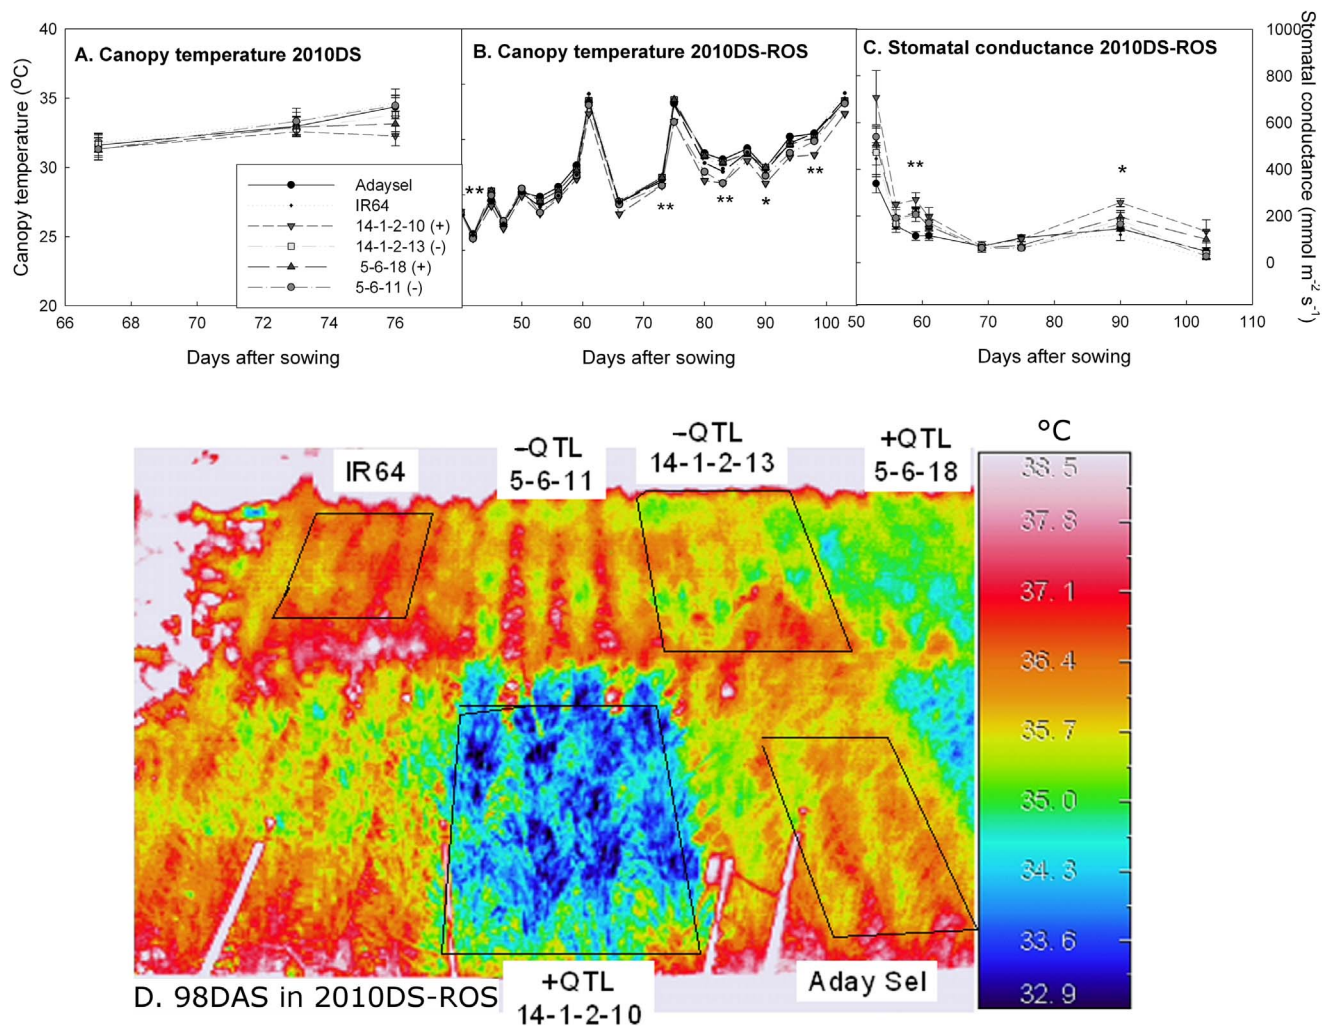 A. Canopy temperature 2010DS
B. Canopy temperature 2010DS-ROS
C. Stomatal conductance 2010DS-ROS
Canopy temperature (°C)
40
35
30
25
20
Adaysel
IR64
14-1-2-10 (+)
14-1-2-13 (-)
5-6-18 (+)
5-6-11 (-)
**
**
**
*
**
**
*
1000
800
600
400
200
0
Stomatal conductance (mmol m⁻² s⁻¹)
66 68 70 72 74 76
50 60 70 80 90 100
50 60 70 80 90 100 110
Days after sowing
Days after sowing
Days after sowing
IR64
–QTL
5-6-11
–QTL
14-1-2-13
+QTL
5-6-18
°C
38.5
37.8
37.1
36.4
35.7
35.0
34.3
33.6
32.9
+QTL
14-1-2-10
Aday Sel
D. 98DAS in 2010DS-ROS